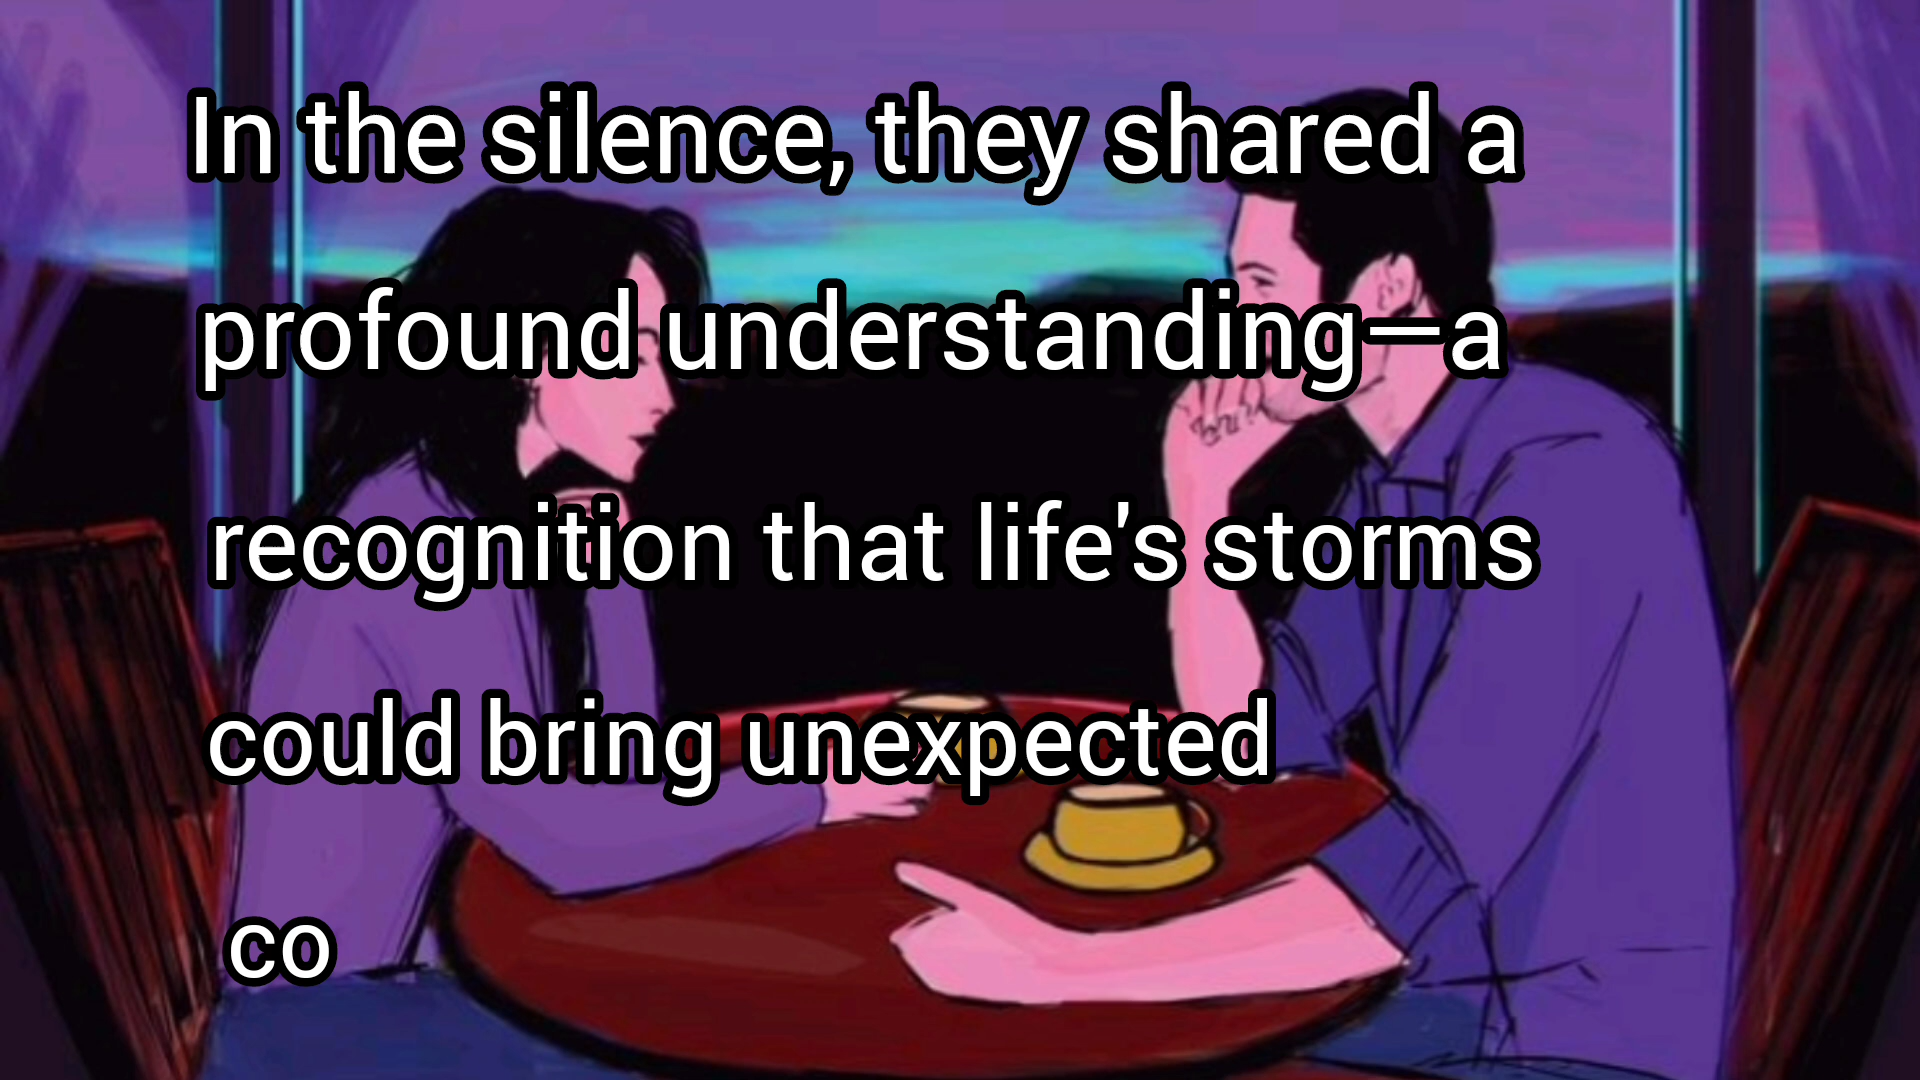 In the silence, they shared a
profound understanding—a
recognition that life's storms
could bring unexpected
co